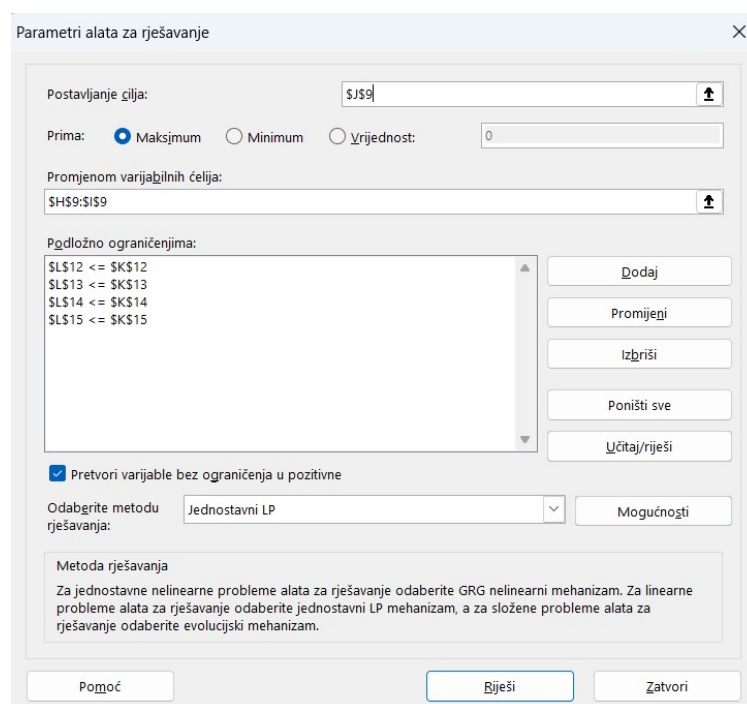 Parametri alata za rješavanje
Postavljanje cilja: $J$9
Prima: Maksimum Minimum Vrijednost: 0
Promjenom varijabilnih ćelija:
$H$9:$I$9
Podložno ograničenjima:
$L$12 <= $K$12
$L$13 <= $K$13
$L$14 <= $K$14
$L$15 <= $K$15
Dodaj
Promijeni
Izbriši
Poništi sve
Učitaj/riješi
Pretvori varijable bez ograničenja u pozitivne
Odaberite metodu
rješavanja:
Jednostavni LP
Mogućnosti
Metoda rješavanja
Za jednostavne nelinearne probleme alata za rješavanje odaberite GRG nelinearni mehanizam. Za linearne
probleme alata za rješavanje odaberite jednostavni LP mehanizam, a za složene probleme alata za
rješavanje odaberite evolucijski mehanizam.
Pomoć Riješi Zatvori